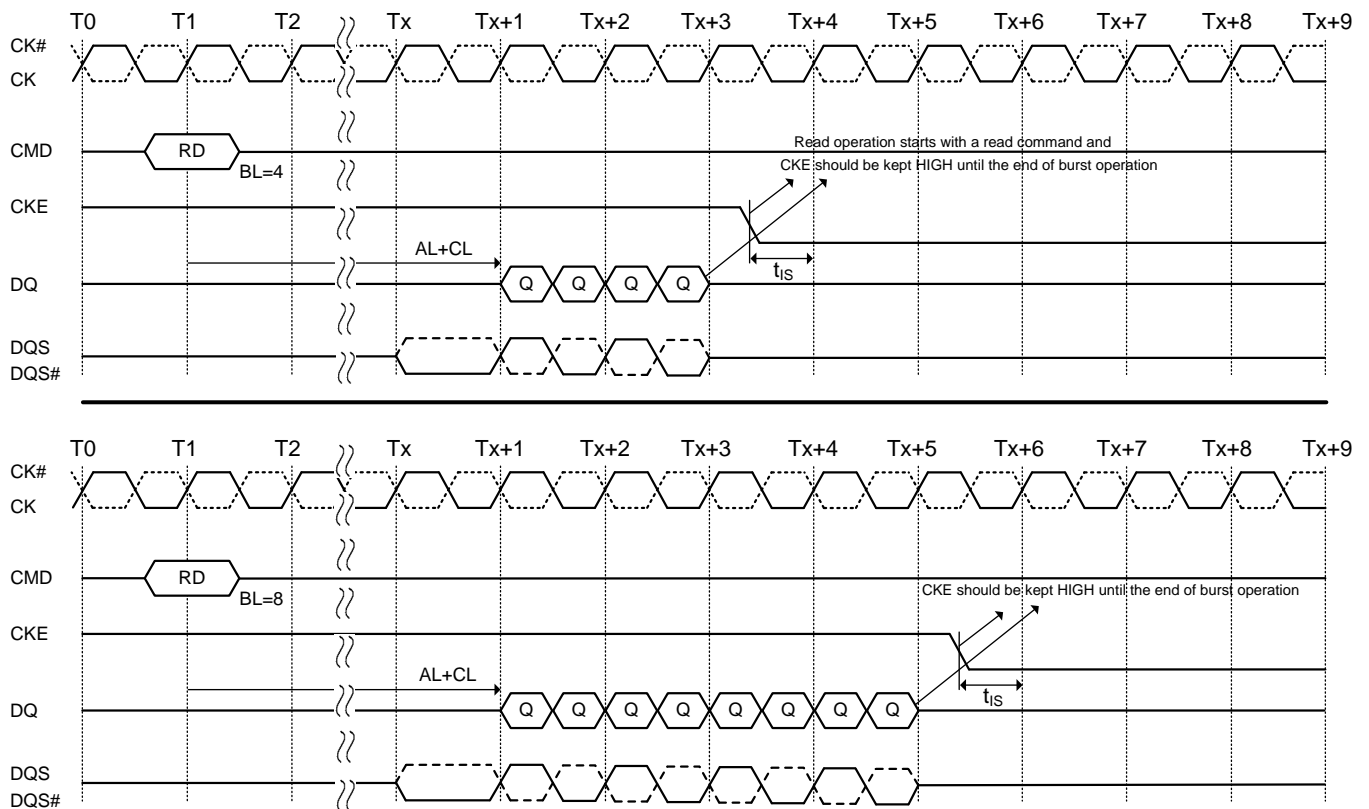 T0 T1 T2 Tx Tx+1 Tx+2 Tx+3 Tx+4 Tx+5 Tx+6 Tx+7 Tx+8 Tx+9
CK#
CK
CMD RD
BL=4
Read operation starts with a read command and
CKE should be kept HIGH until the end of burst operation
CKE
AL+CL
tIS
DQ Q Q Q Q
DQS
DQS#
T0 T1 T2 Tx Tx+1 Tx+2 Tx+3 Tx+4 Tx+5 Tx+6 Tx+7 Tx+8 Tx+9
CK#
CK
CMD RD
BL=8
CKE should be kept HIGH until the end of burst operation
CKE
AL+CL
tIS
DQ Q Q Q Q Q Q Q Q
DQS
DQS#